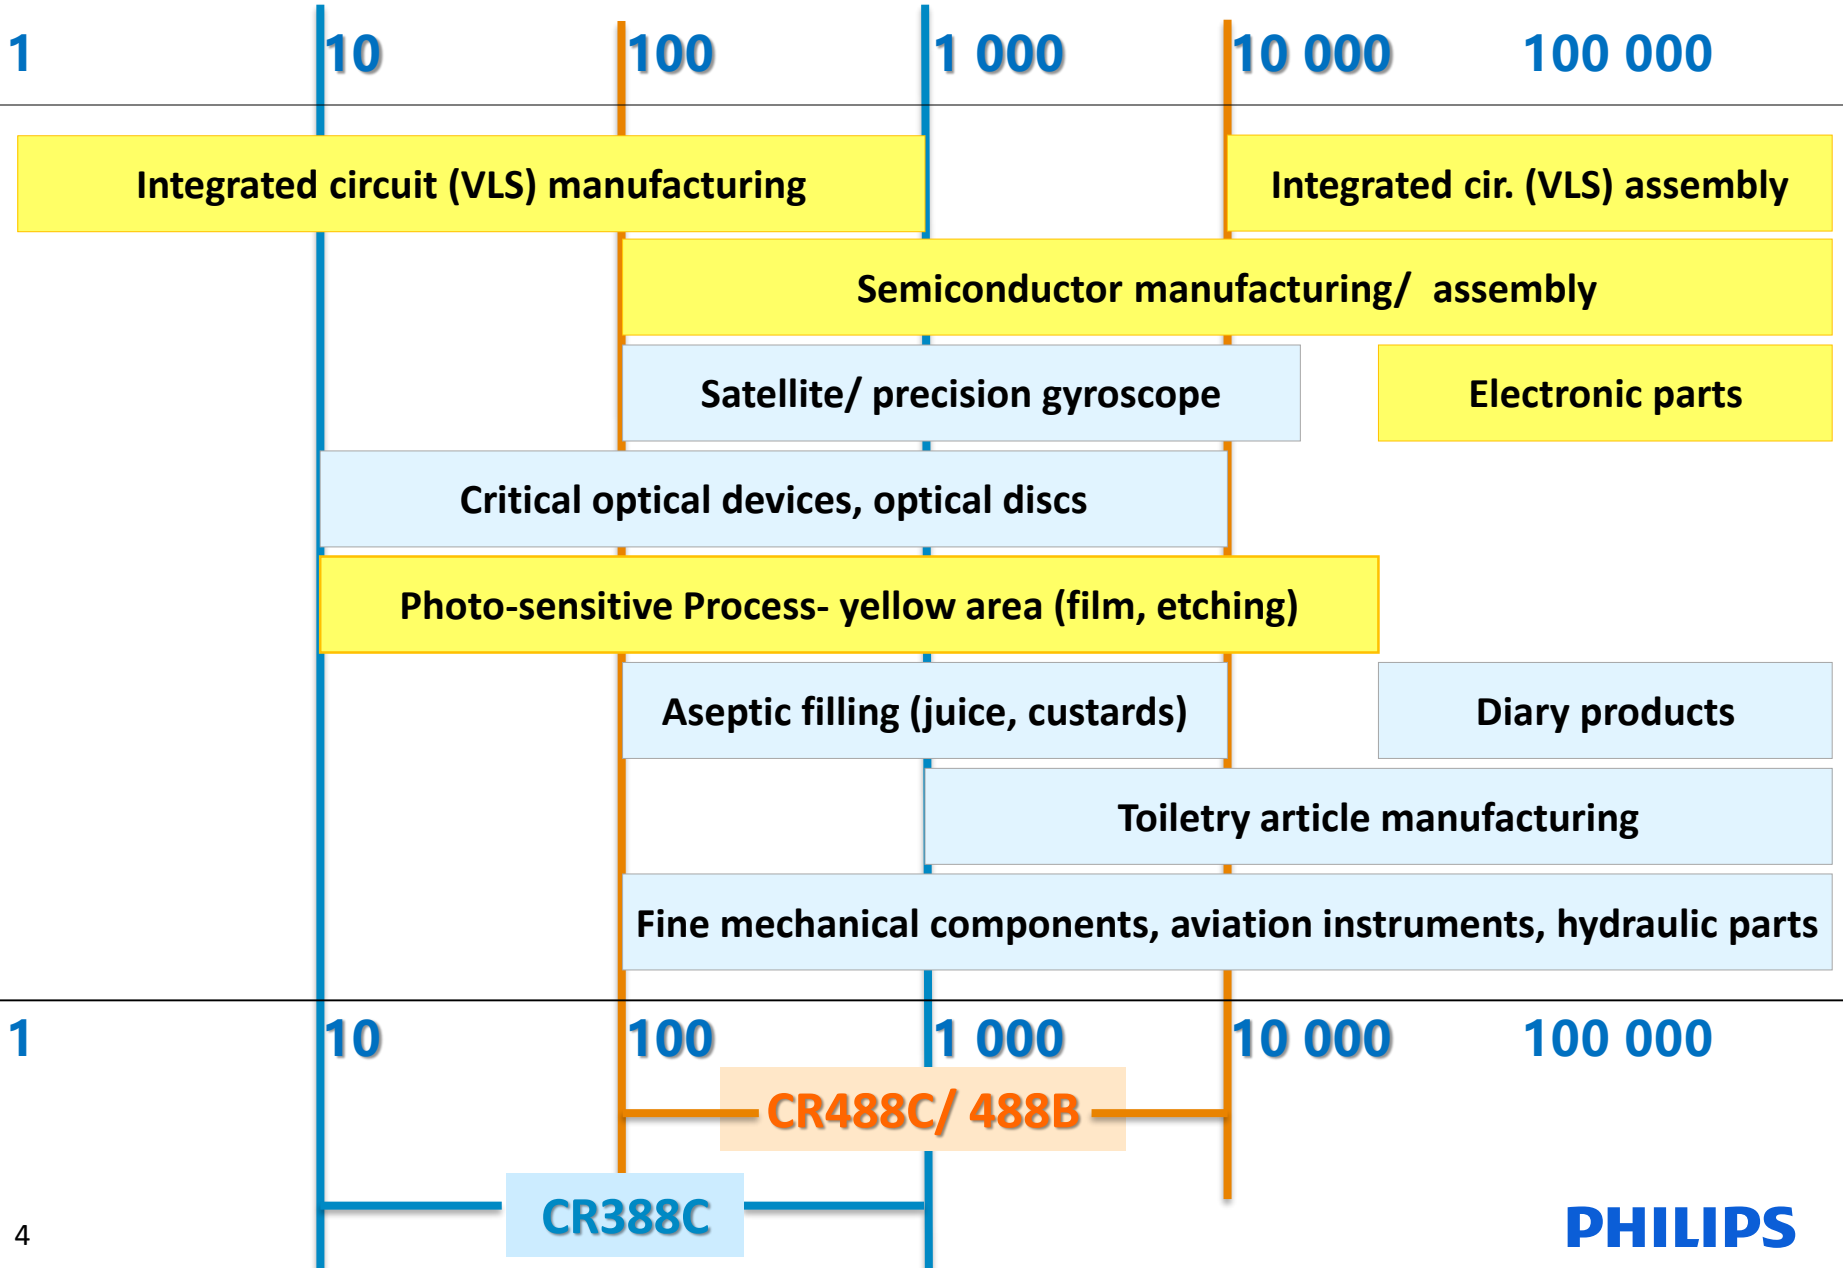 1 10 100 1 000 10 000 100 000
Integrated circuit (VLS) manufacturing
Integrated cir. (VLS) assembly
Semiconductor manufacturing/ assembly
Satellite/ precision gyroscope
Electronic parts
Critical optical devices, optical discs
Photo-sensitive Process- yellow area (film, etching)
Aseptic filling (juice, custards)
Diary products
Toiletry article manufacturing
Fine mechanical components, aviation instruments, hydraulic parts
1 10 100 1 000 10 000 100 000
CR488C/ 488B
CR388C
4
PHILIPS